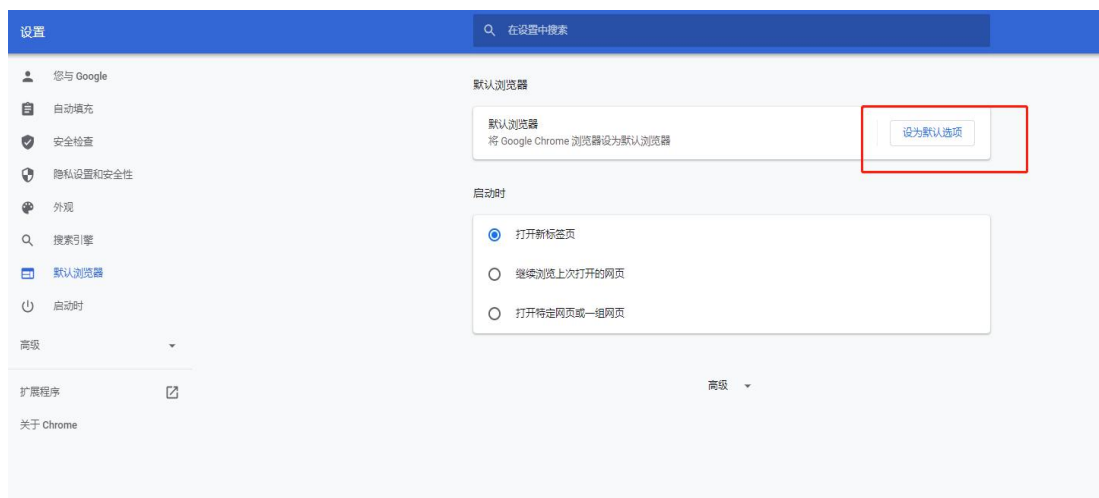 设置
在设置中搜索
您与 Google
自动填充
安全检查
隐私设置和安全性
外观
搜索引擎
默认浏览器
启动时
高级
扩展程序
关于 Chrome
默认浏览器
默认浏览器
将 Google Chrome 浏览器设为默认浏览器
设为默认选项
启动时
打开新标签页
继续浏览上次打开的网页
打开特定网页或一组网页
高级